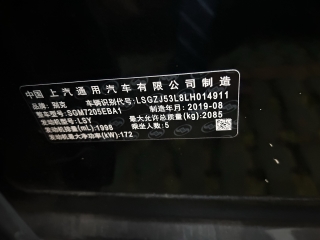 中国 上汽通用汽车有限公司制造
品牌: 别克 车辆识别代号: LSGZJ53L8LH014911
整车型号: SGM7205EBA1 制造年月: 2019-08
发动机型号: LSY 最大允许总质量(kg): 2085
发动机排量(mL): 1998 乘坐人数: 5
发动机最大净功率(kW): 172